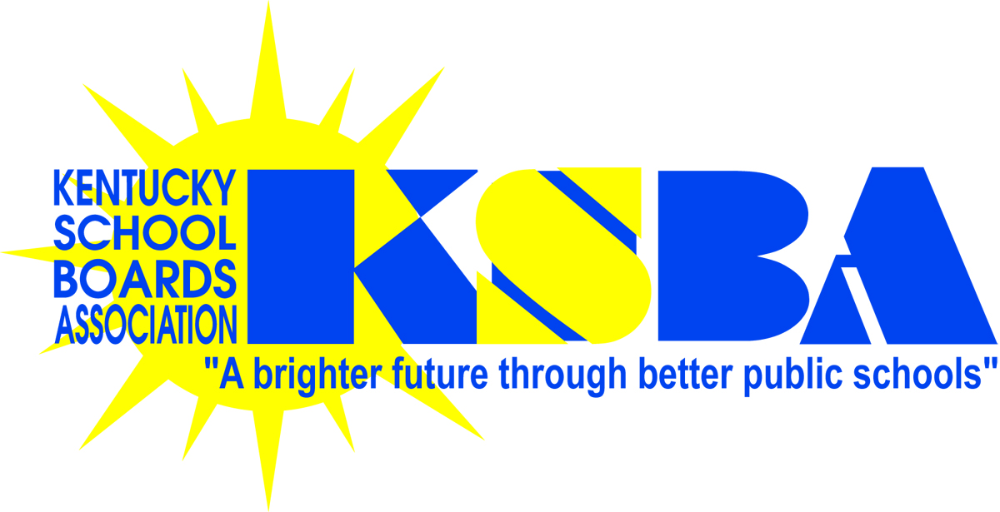 KENTUCKY
SCHOOL
BOARDS
ASSOCIATION
KSBA
"A brighter future through better public schools"